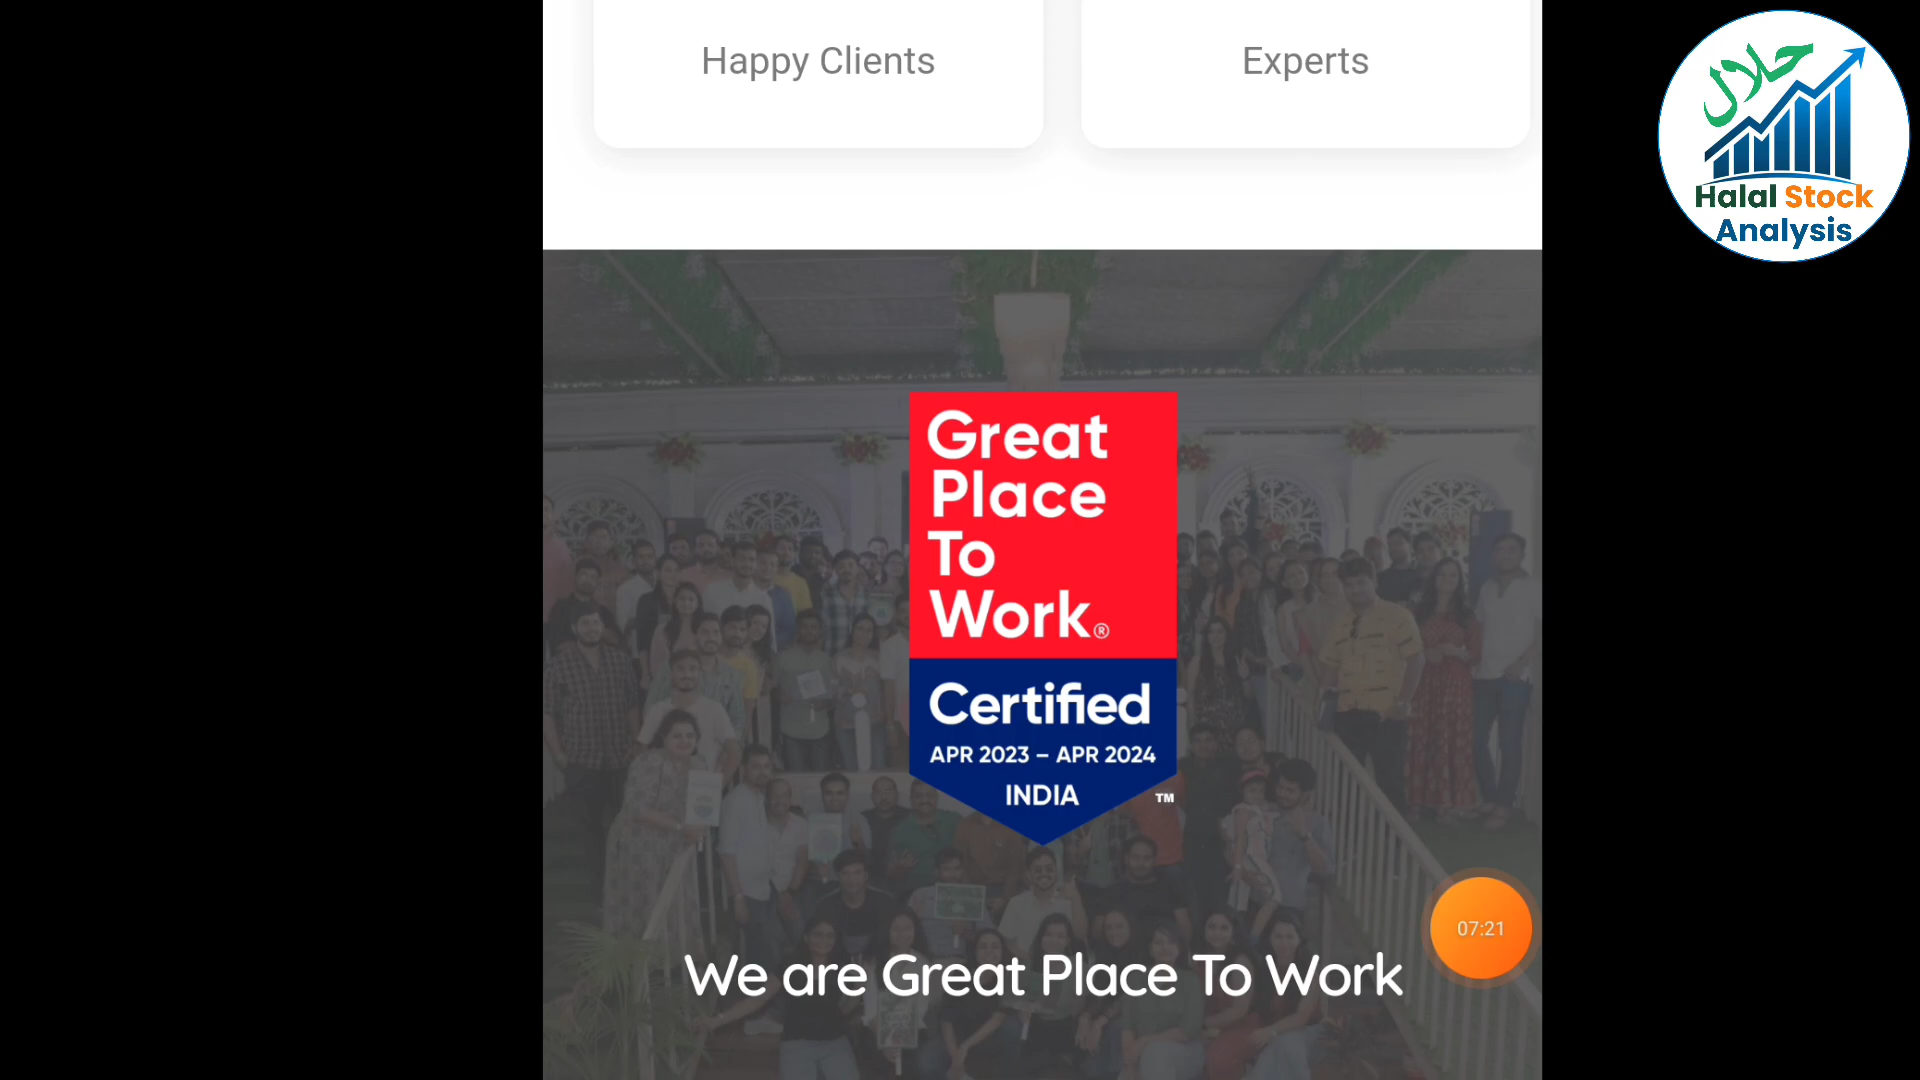 Happy Clients
Experts
حلال
Halal Stock
Analysis
Great
Place
To
Work®
Certified
APR 2023 – APR 2024
INDIA
TM
07:21
We are Great Place To Work